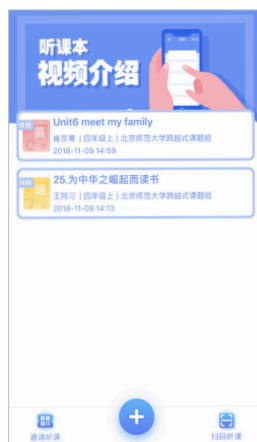 听课本
视频介绍
Unit6 meet my family
崔京菁 | 四年级上 | 北京师范大学跨越式课题组
2018-11-09 14:59
25.为中华之崛起而读书
王阿习 | 四年级上 | 北京师范大学跨越式课题组
2018-11-09 14:13
邀请听课
扫码听课